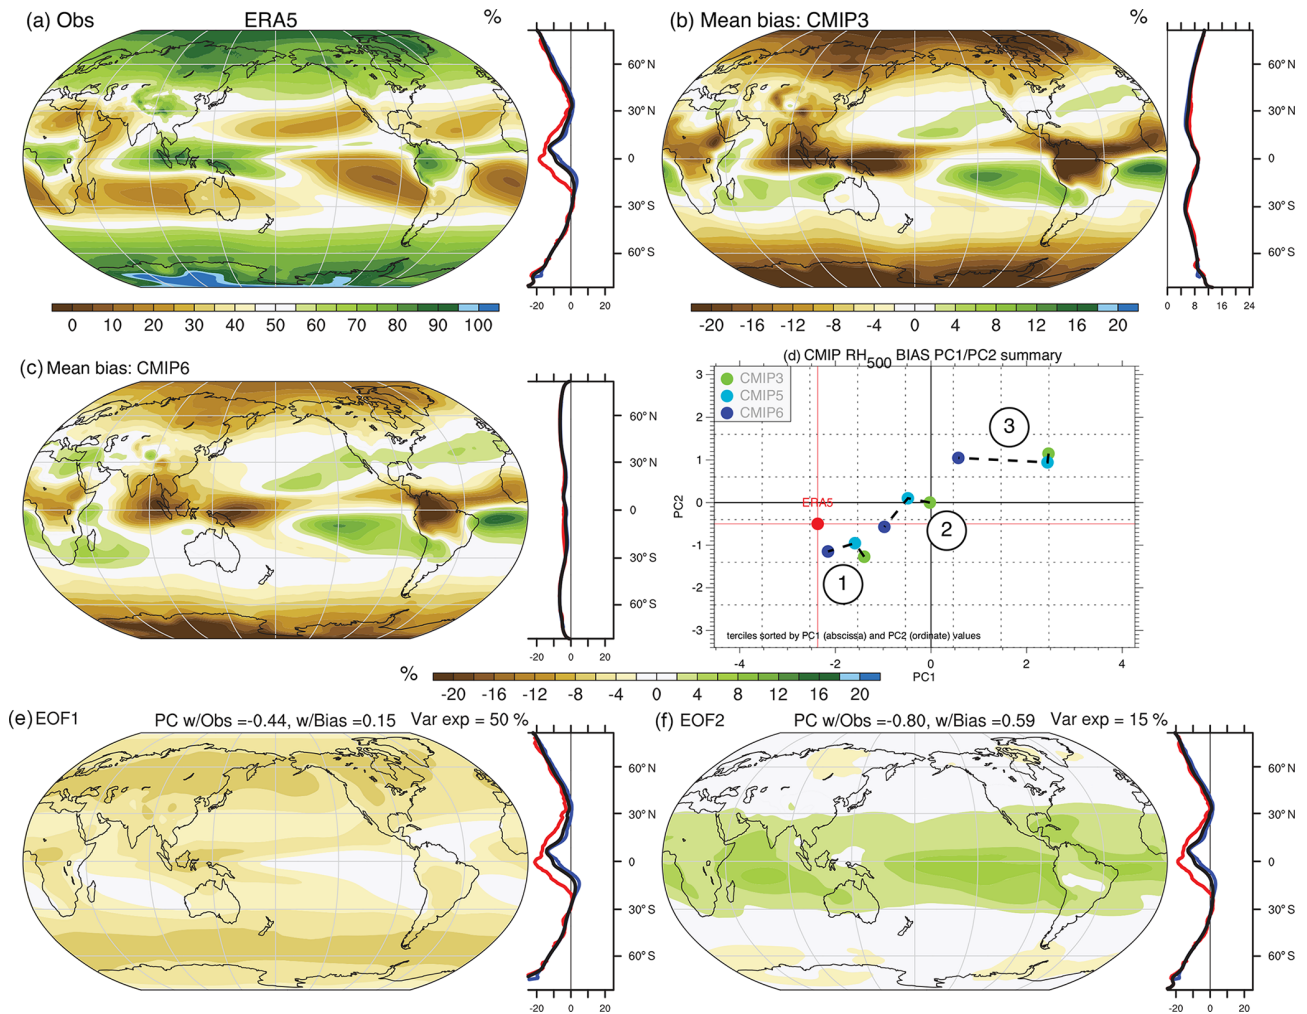 (a) Obs ERA5 %
60°N
30°N
0
30°S
60°S
-20 0 20
0 10 20 30 40 50 60 70 80 90 100
(b) Mean bias: CMIP3 %
60°N
30°N
0
30°S
60°S
0 6 12 18 24
-20 -16 -12 -8 -4 0 4 8 12 16 20
(c) Mean bias: CMIP6
60°N
30°N
0
30°S
60°S
-20 0 20
(d) CMIP RH500 BIAS PC1/PC2 summary
CMIP3
CMIP5
CMIP6
3
2
1
0
-1
-2
-3
PC2
ERA5
3
2
1
terciles sorted by PC1 (abscissa) and PC2 (ordinate) values
-4 -2 0 2 4
PC1
%
-20 -16 -12 -8 -4 0 2 4 8 12 16 20
(e) EOF1 PC w/Obs =-0.44, w/Bias =0.15 Var exp = 50 %
60°N
30°N
0
30°S
60°S
-20 0 20
(f) EOF2 PC w/Obs =-0.80, w/Bias =0.59 Var exp = 15 %
60°N
30°N
0
30°S
60°S
-20 0 20